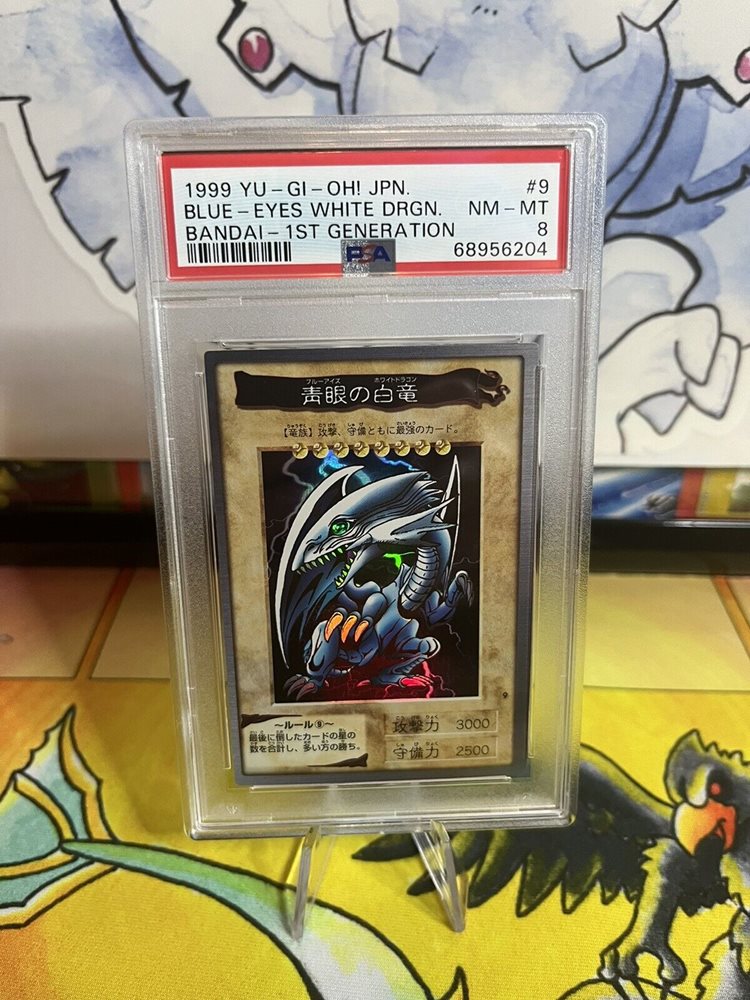 1999 YU-GI-OH! JPN. #9
BLUE-EYES WHITE DRGN. NM-MT
BANDAI-1ST GENERATION 8
PSA 68956204
ブルーアイズ ホワイトドラゴン
青眼の白竜
【竜族】攻撃、守備ともに最強のカード。
9
〜ルール⑨〜
最後に倒したカードの星の
数を合計し、多い方の勝ち。
攻撃力 3000
守備力 2500